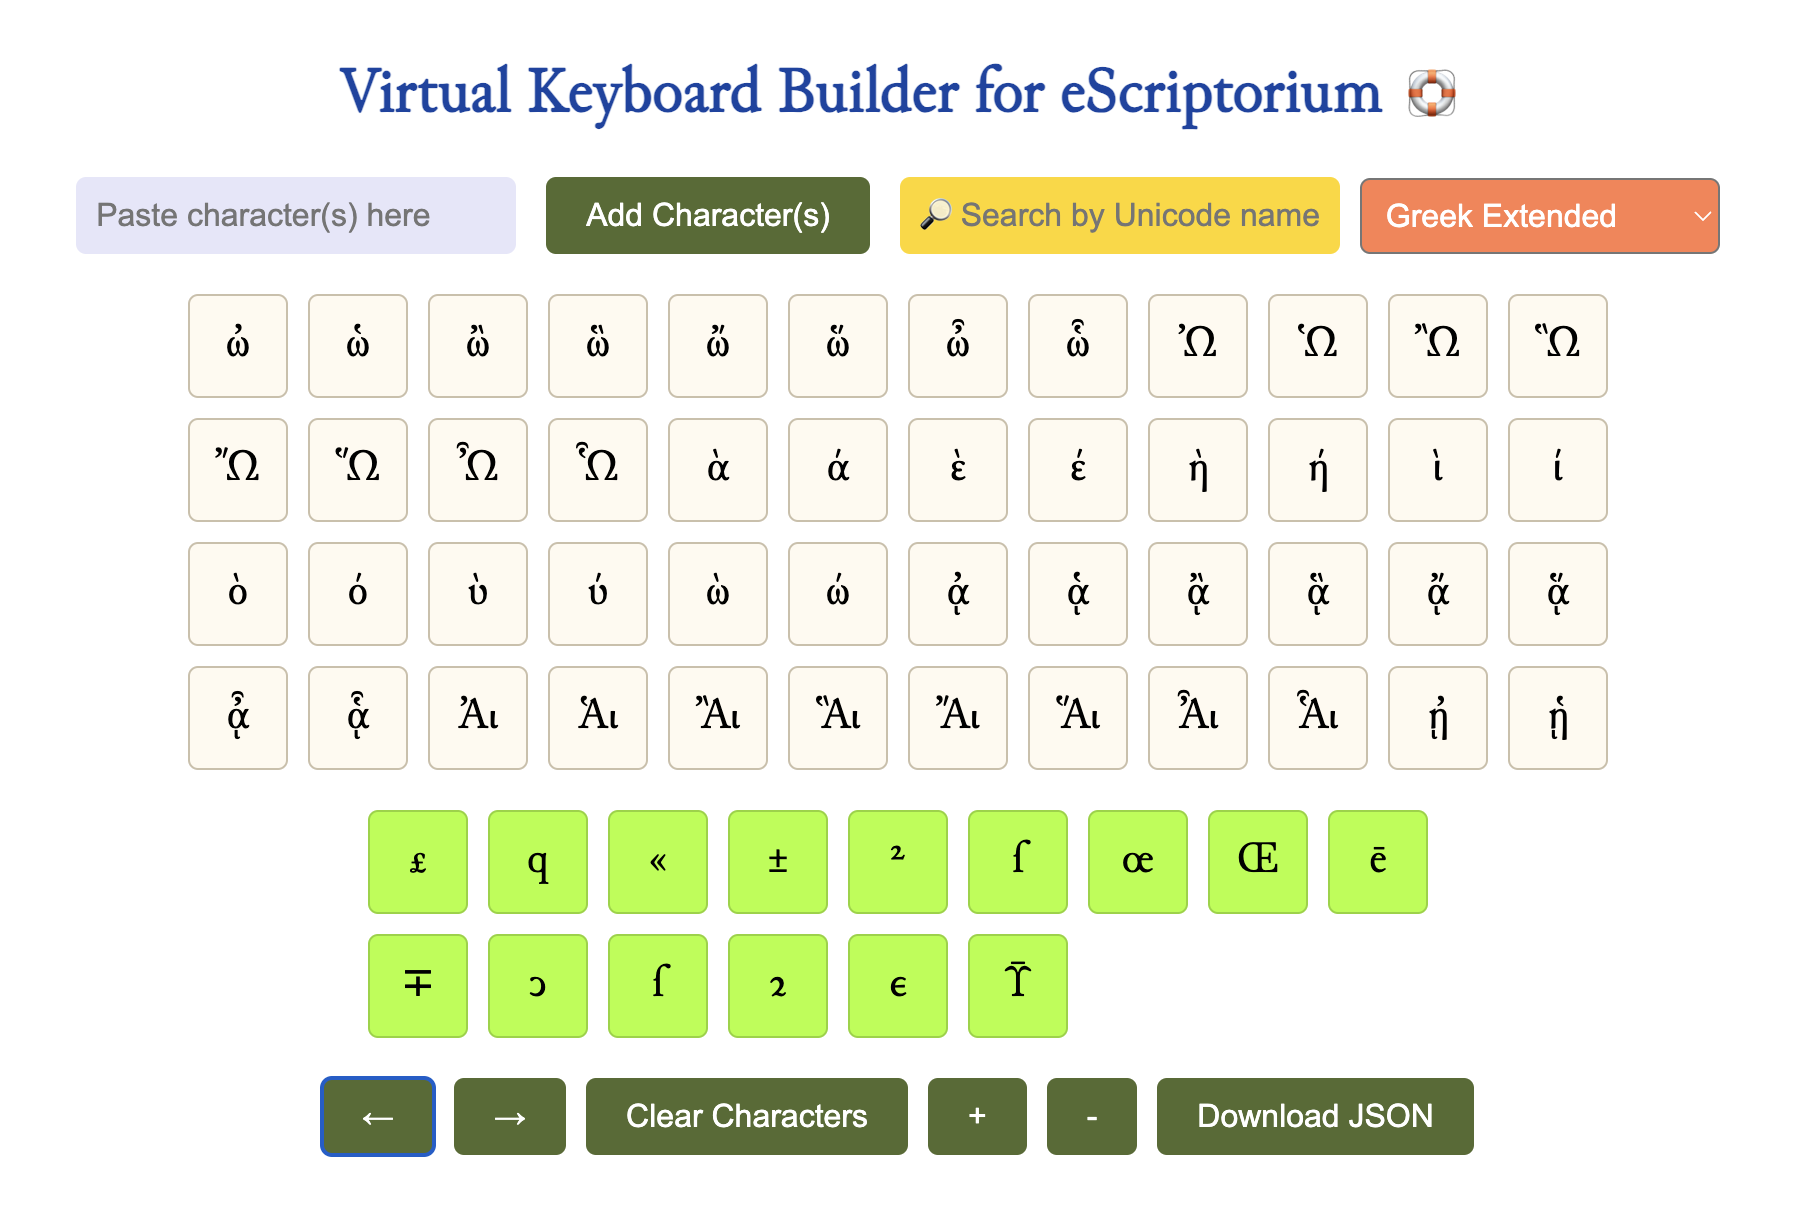 Virtual Keyboard Builder for eScriptorium 🛟
Paste character(s) here Add Character(s) 🔎 Search by Unicode name Greek Extended
ὠ ὡ ὢ ὣ ὤ ὥ ὦ ὧ Ὠ Ὡ Ὢ Ὣ
Ὤ Ὥ Ὦ Ὧ ὰ ά ὲ έ ὴ ή ὶ ί
ὸ ό ὺ ύ ὼ ώ ᾀ ᾁ ᾂ ᾃ ᾄ ᾅ
ᾆ ᾇ ᾈ ᾉ ᾊ ᾋ ᾌ ᾍ ᾎ ᾏ ᾐ ᾑ
£ q « ± ² ſ œ Œ ē
∓ ɔ ſ 2 ϵ ϒ̄
← → Clear Characters + - Download JSON